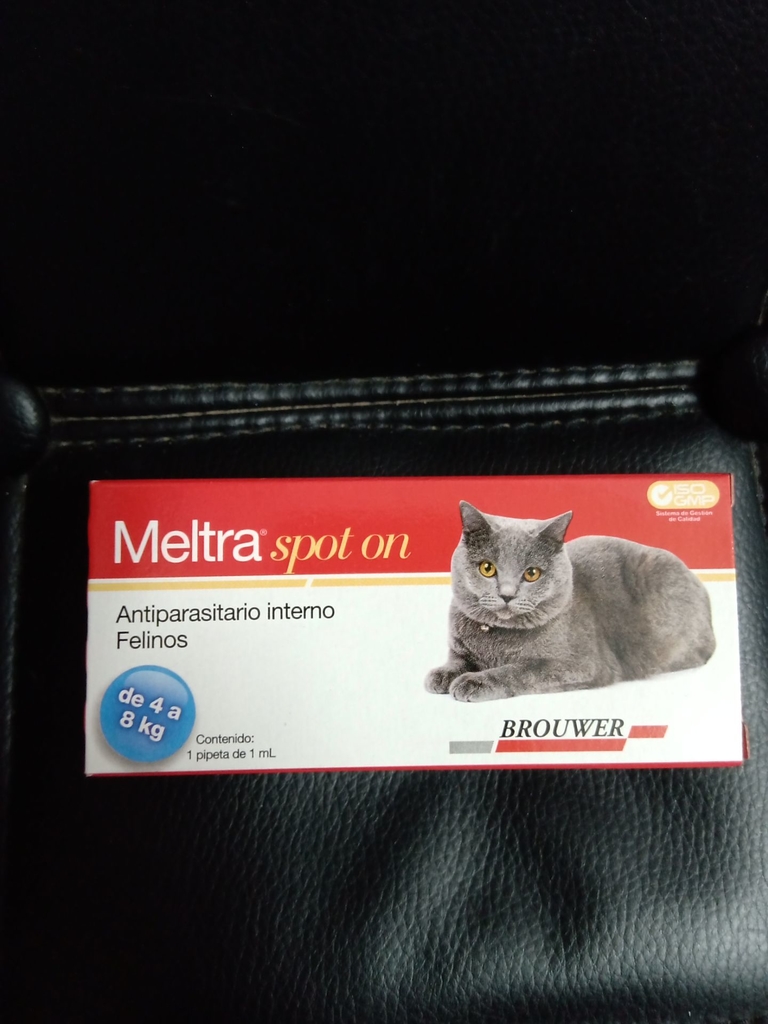 ISO
GMP
Sistema de Gestión
de Calidad
Meltra® spot on
Antiparasitario interno
Felinos
de 4 a
8 kg
Contenido:
1 pipeta de 1 mL
BROUWER